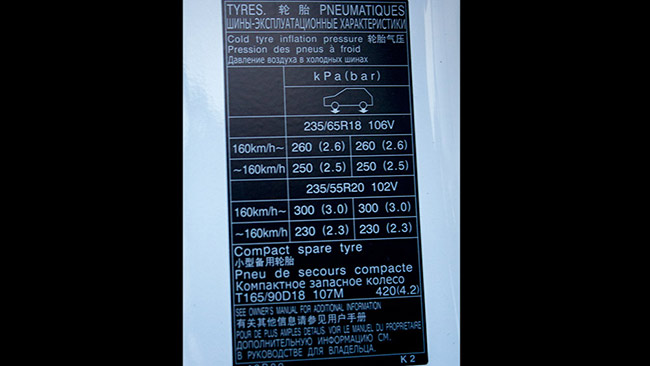 TYRES. 轮胎 PNEUMATIQUES
ШИНЫ-ЭКСПЛУАТАЦИОННЫЕ ХАРАКТЕРИСТИКИ
Cold tyre inflation pressure 轮胎气压
Pression des pneus à froid
Давление воздуха в холодных шинах
kPa(bar)
235/65R18 106V
160km/h~ 260 (2.6) 260 (2.6)
~160km/h 250 (2.5) 250 (2.5)
235/55R20 102V
160km/h~ 300 (3.0) 300 (3.0)
~160km/h 230 (2.3) 230 (2.3)
Compact spare tyre
小型备用轮胎
Pneu de secours compacte
Компактное запасное колесо
T165/90D18 107M 420(4.2)
SEE OWNER'S MANUAL FOR ADDITIONAL INFORMATION
有关其他信息请参见用户手册
POUR DE PLUS AMPLES DETAILS VOIR LE MANUEL DU PROPRIETAIRE
ДОПОЛНИТЕЛЬНУЮ ИНФОРМАЦИЮ СМ.
В РУКОВОДСТВЕ ДЛЯ ВЛАДЕЛЬЦА.
K2